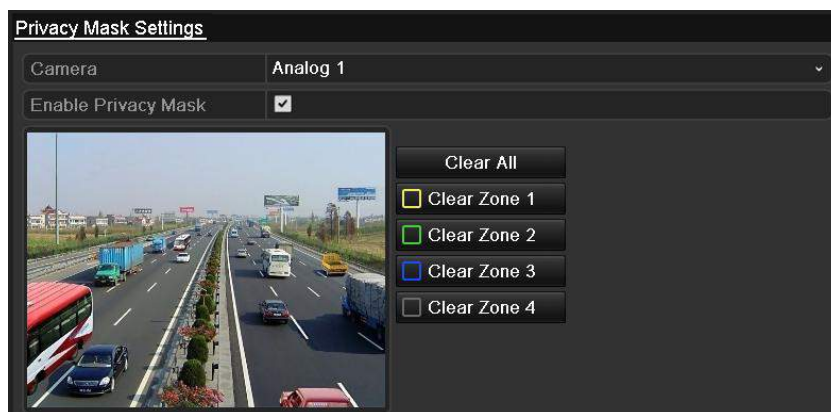 Privacy Mask Settings
Camera Analog 1
Enable Privacy Mask
Clear All
Clear Zone 1
Clear Zone 2
Clear Zone 3
Clear Zone 4